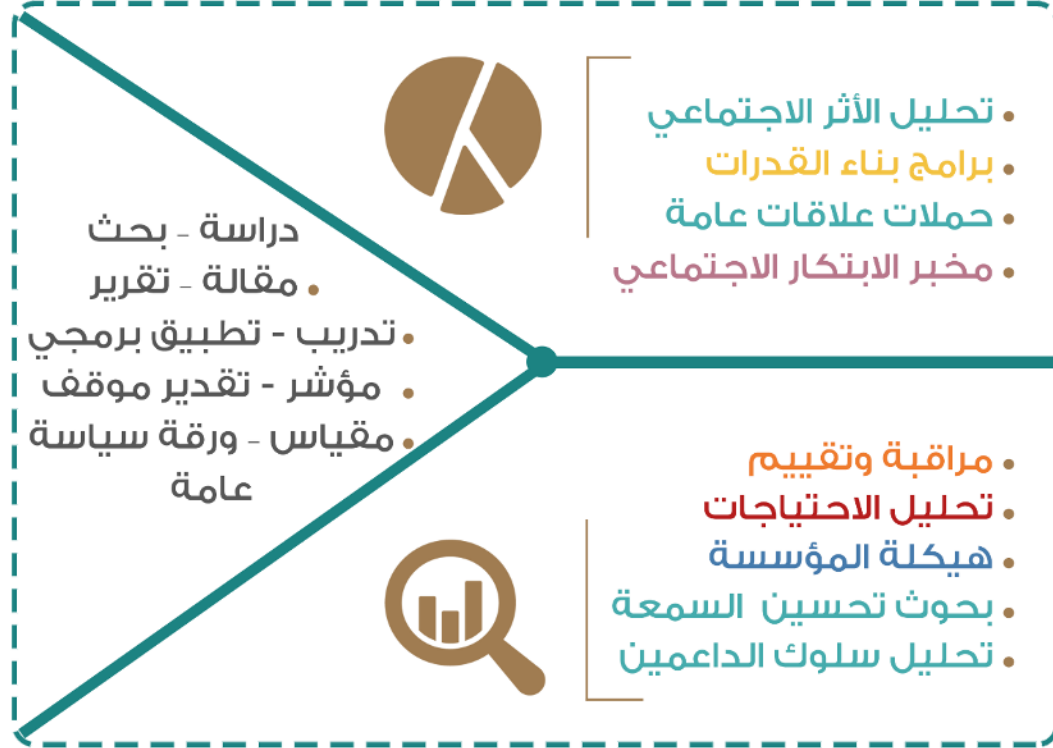 • تحليل الأثر الاجتماعي
• برامج بناء القدرات
• حملات علاقات عامة
• مخبر الابتكار الاجتماعي
• مراقبة وتقييم
• تحليل الاحتياجات
• هيكلة المؤسسة
• بحوث تحسين السمعة
• تحليل سلوك الداعمين
دراسة - بحث
• مقالة - تقرير
• تدريب - تطبيق برمجي
• مؤشر - تقدير موقف
• مقياس - ورقة سياسة
عامة